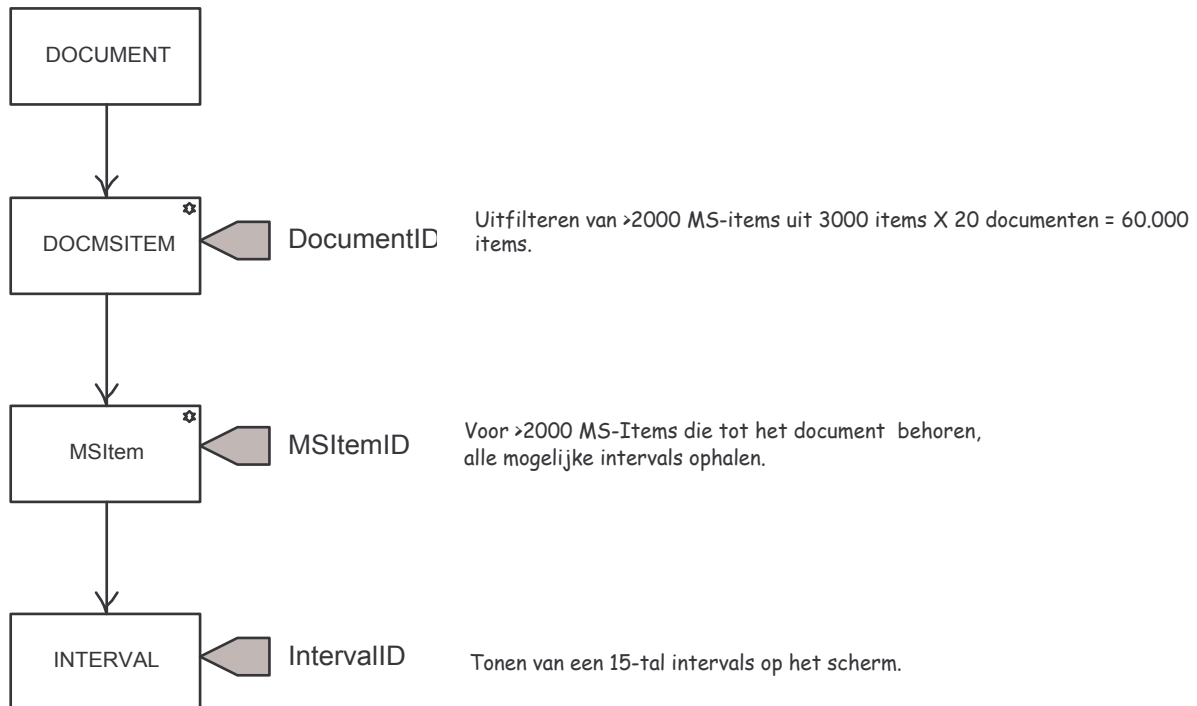 DOCUMENT
DOCMSITEM
DocumentID
Uitfilteren van >2000 MS-items uit 3000 items X 20 documenten = 60.000
items.
MSItem
MSItemID
Voor >2000 MS-Items die tot het document behoren,
alle mogelijke intervals ophalen.
INTERVAL
IntervalID
Tonen van een 15-tal intervals op het scherm.